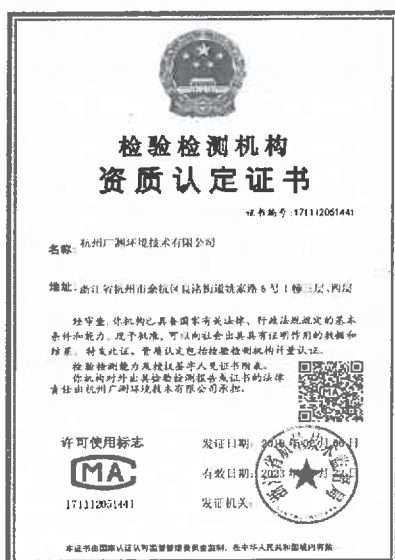 检验检测机构
资质认定证书
证书编号:171112051441
名称:杭州广测环境技术有限公司
地址:浙江省杭州市余杭区良渚街道姚家路6号1幢三层、四层
经审查,你机构已具备国家有关法律、行政法规规定的基本
条件和能力,现予批准,可以向社会出具具有证明作用的数据和
结果,特发此证。资质认定包括检验检测机构计量认证。
检验检测能力及授权签字人见证书附表。
你机构对外出具检验检测报告或证书的法律
责任由杭州广测环境技术有限公司承担。
许可使用标志
MA
171112051441
发证日期:
有效日期:
发证机关
浙江省质量技术监督局
本证书由国家认证认可监督管理委员会监制,在中华人民共和国境内有效